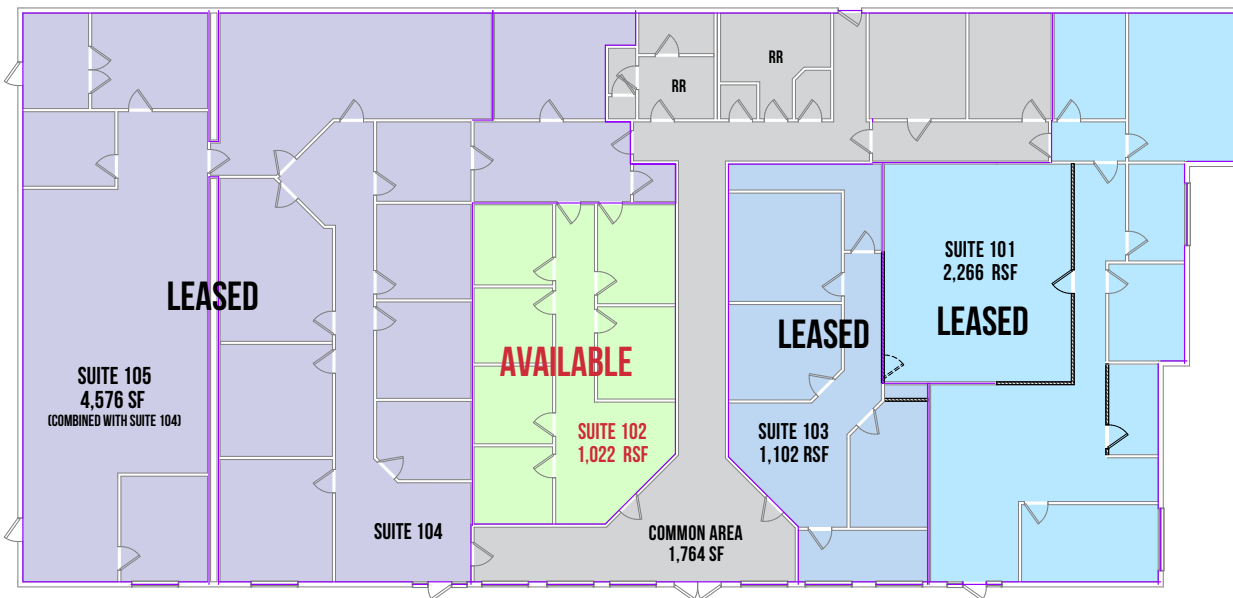 RR
RR
LEASED
SUITE 105
4,576 SF
(COMBINED WITH SUITE 104)
SUITE 104
AVAILABLE
SUITE 102
1,022 RSF
COMMON AREA
1,764 SF
LEASED
SUITE 103
1,102 RSF
SUITE 101
2,266 RSF
LEASED